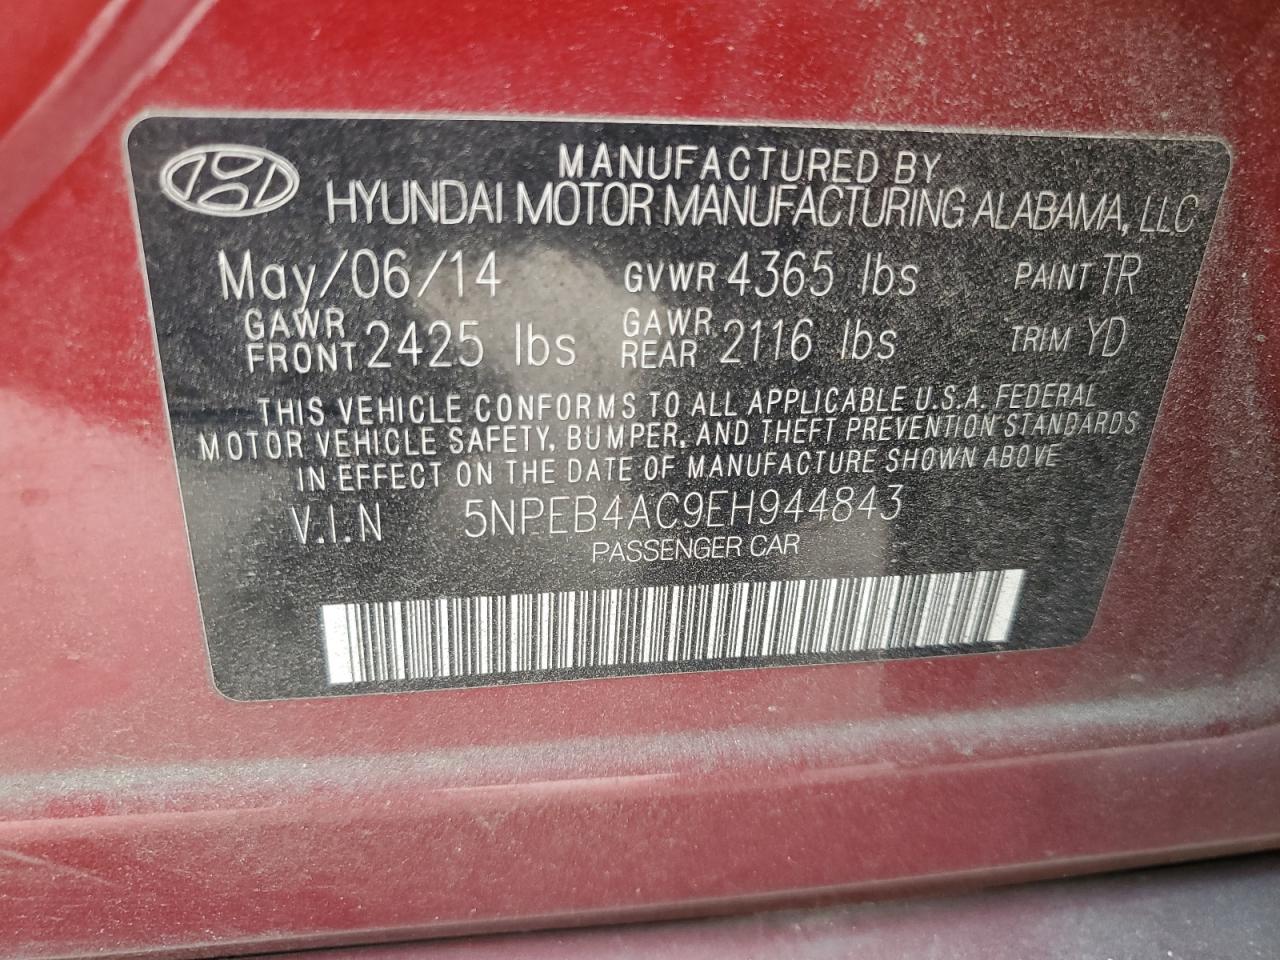 MANUFACTURED BY
HYUNDAI MOTOR MANUFACTURING ALABAMA, LLC
May/06/14 GVWR 4365 lbs PAINT TR
GAWR FRONT 2425 lbs GAWR REAR 2116 lbs TRIM YD
THIS VEHICLE CONFORMS TO ALL APPLICABLE U.S.A. FEDERAL
MOTOR VEHICLE SAFETY, BUMPER, AND THEFT PREVENTION STANDARDS
IN EFFECT ON THE DATE OF MANUFACTURE SHOWN ABOVE
V.I.N 5NPEB4AC9EH944843
PASSENGER CAR